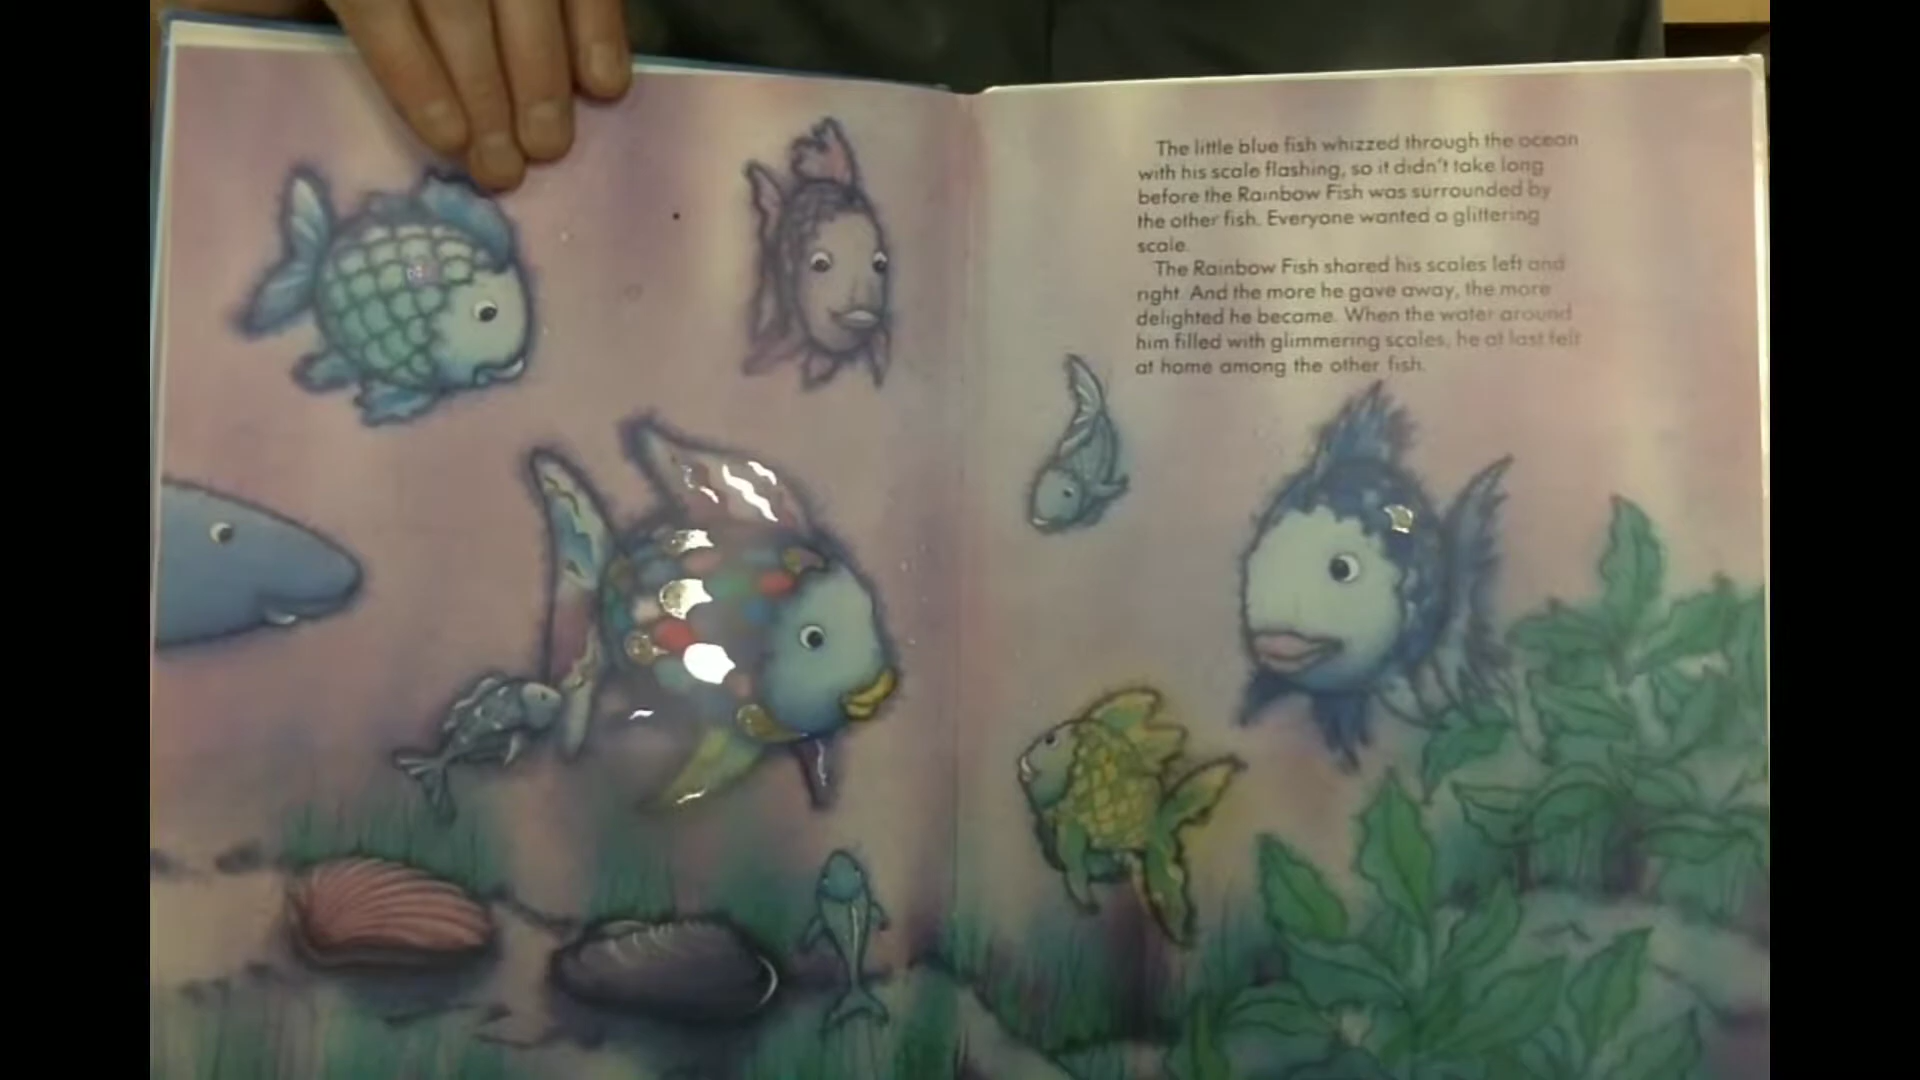 The little blue fish whizzed through the ocean
with his scale flashing, so it didn't take long
before the Rainbow Fish was surrounded by
the other fish. Everyone wanted a glittering
scale.
The Rainbow Fish shared his scales left and
right. And the more he gave away, the more
delighted he became. When the water around
him filled with glimmering scales, he at last felt
at home among the other fish.